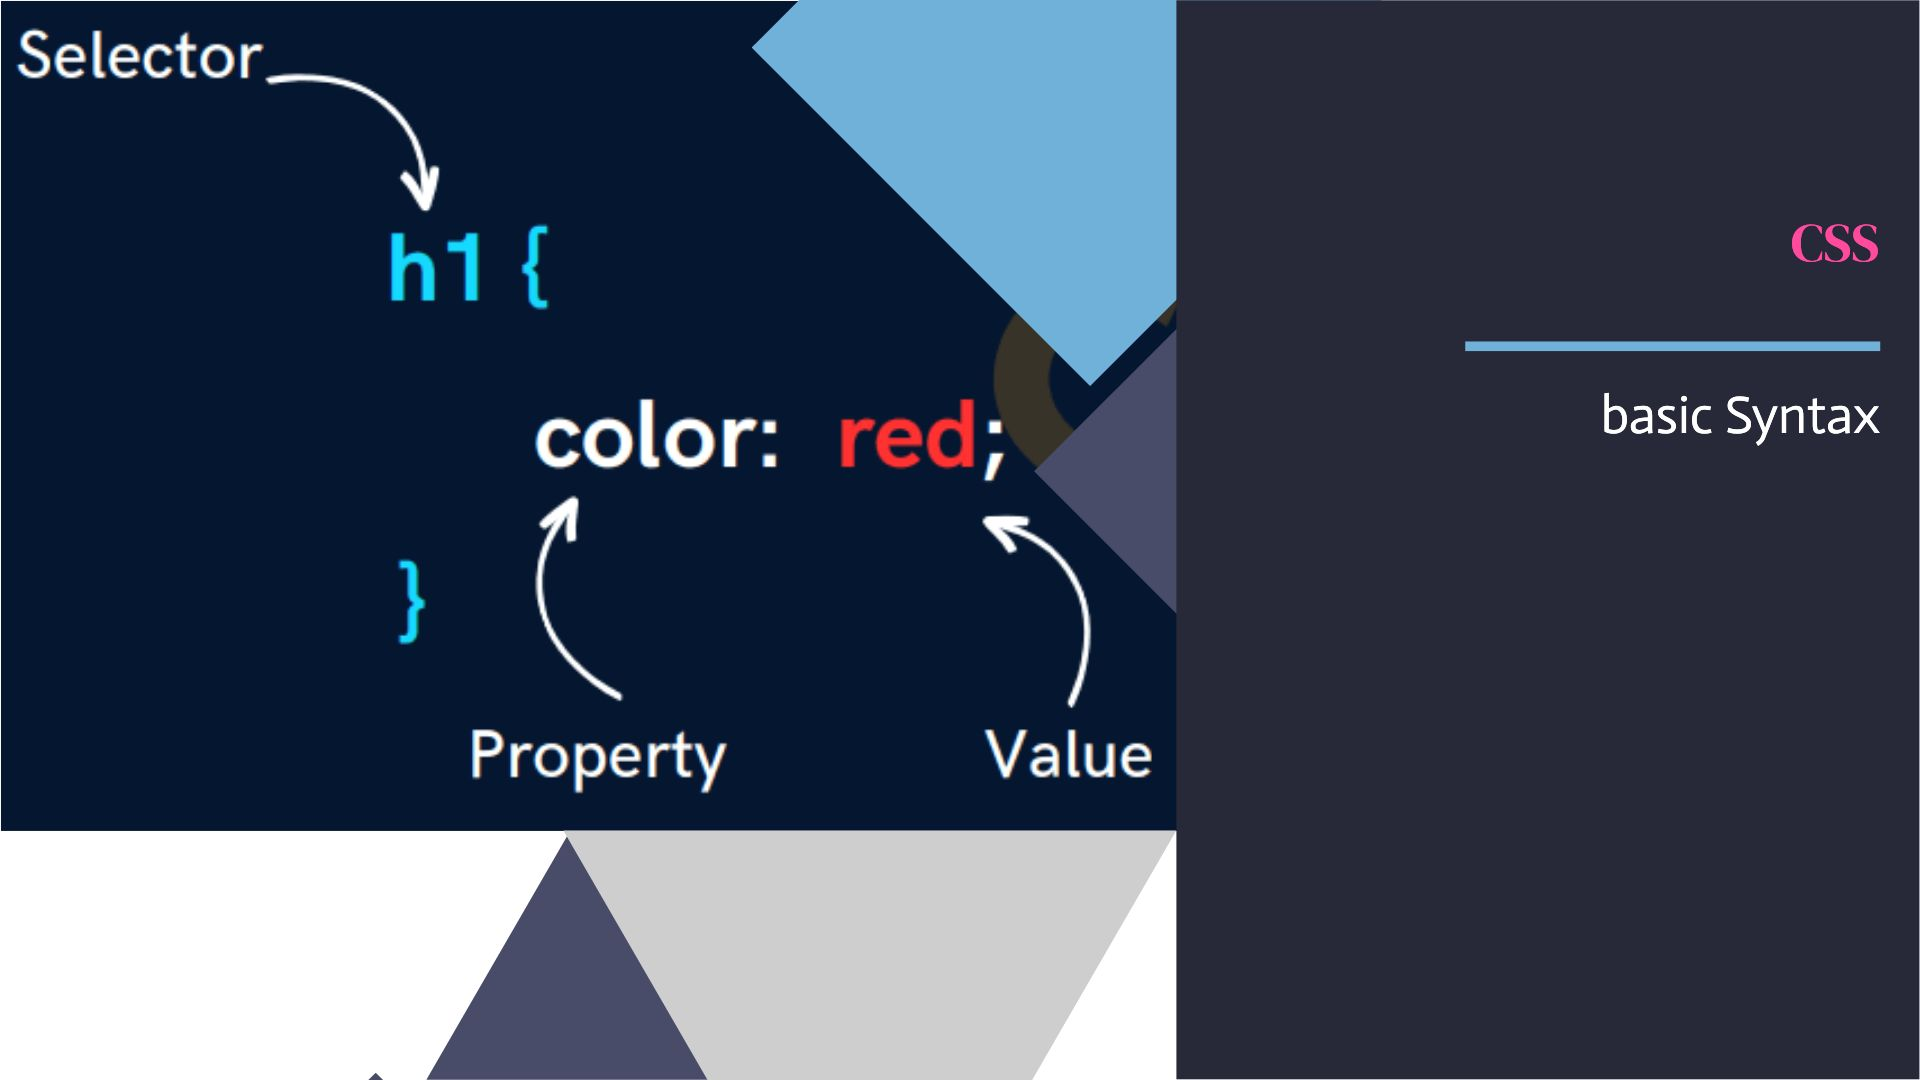 Selector
h1 {
color: red;
}
Property
Value
CSS
basic Syntax